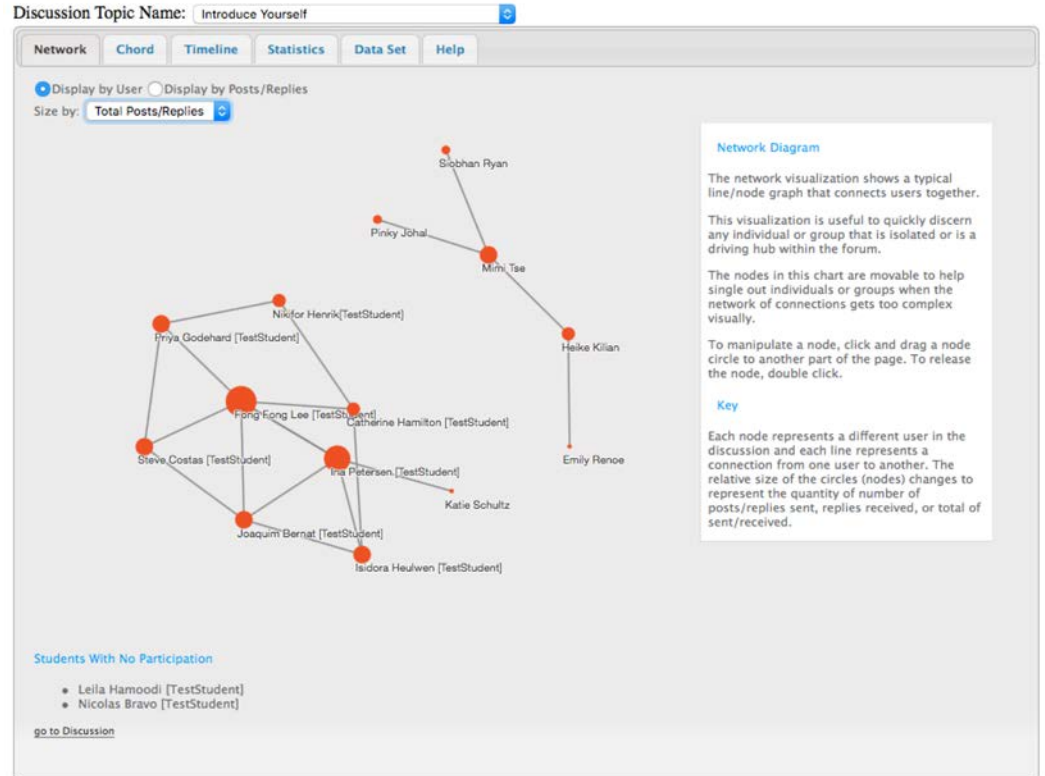 Discussion Topic Name: Introduce Yourself
Network Chord Timeline Statistics Data Set Help
Display by User Display by Posts/Replies
Size by: Total Posts/Replies
Siobhan Ryan
Pinky Johal
Mimi Tse
Nikifor Henrik[TestStudent]
Priya Godehard [TestStudent]
Heike Kilian
Fong Fong Lee [TestStudent]
Catherine Hamilton [TestStudent]
Steve Costas [TestStudent]
Ina Petersen [TestStudent]
Emily Renoe
Katie Schultz
Joaquim Bernat [TestStudent]
Isidora Heulwen [TestStudent]
Network Diagram
The network visualization shows a typical
line/node graph that connects users together.
This visualization is useful to quickly discern
any individual or group that is isolated or is a
driving hub within the forum.
The nodes in this chart are movable to help
single out individuals or groups when the
network of connections gets too complex
visually.
To manipulate a node, click and drag a node
circle to another part of the page. To release
the node, double click.
Key
Each node represents a different user in the
discussion and each line represents a
connection from one user to another. The
relative size of the circles (nodes) changes to
represent the quantity of number of
posts/replies sent, replies received, or total of
sent/received.
Students With No Participation
Leila Hamoodi [TestStudent]
Nicolas Bravo [TestStudent]
go to Discussion